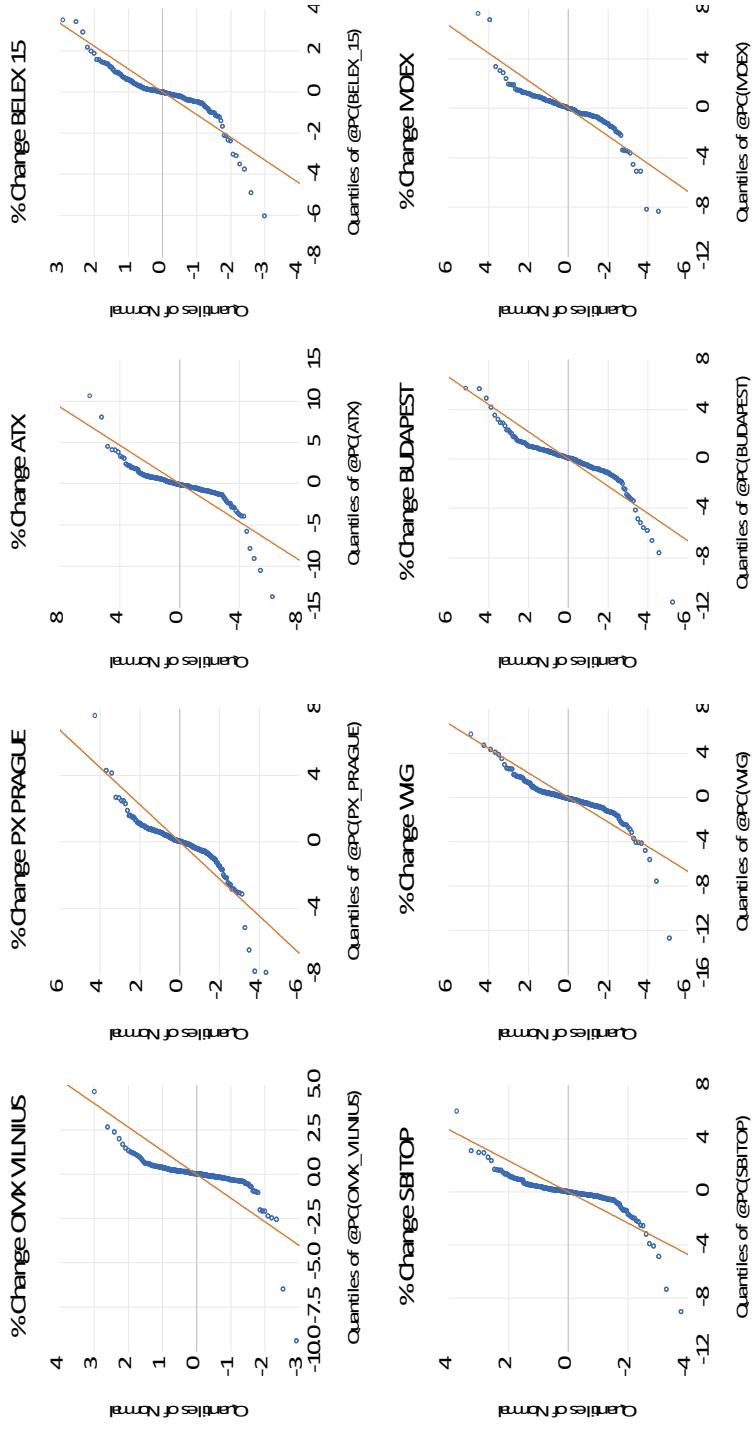 % Change OMX VILNIUS
Quantiles of Normal
4
3
2
1
0
-1
-2
-3
-10.0 -7.5 -5.0 -2.5 0.0 2.5 5.0
Quantiles of @PC(OMX_VILNIUS)
% Change PX PRAGUE
Quantiles of Normal
6
4
2
0
-2
-4
-6
-8 -4 0 4 8
Quantiles of @PC(PX_PRAGUE)
% Change ATX
Quantiles of Normal
8
4
0
-4
-8
-15 -10 -5 0 5 10 15
Quantiles of @PC(ATX)
% Change BELEX 15
Quantiles of Normal
3
2
1
0
-1
-2
-3
-4
-8 -6 -4 -2 0 2 4
Quantiles of @PC(BELEX_15)
% Change SBITOP
Quantiles of Normal
4
2
0
-2
-4
-12 -8 -4 0 4 8
Quantiles of @PC(SBITOP)
% Change WIG
Quantiles of Normal
6
4
2
0
-2
-4
-6
-16 -12 -8 -4 0 4 8
Quantiles of @PC(WIG)
% Change BUDAPEST
Quantiles of Normal
6
4
2
0
-2
-4
-6
-12 -8 -4 0 4 8
Quantiles of @PC(BUDAPEST)
% Change MOEX
Quantiles of Normal
6
4
2
0
-2
-4
-6
-12 -8 -4 0 4 8
Quantiles of @PC(MOEX)